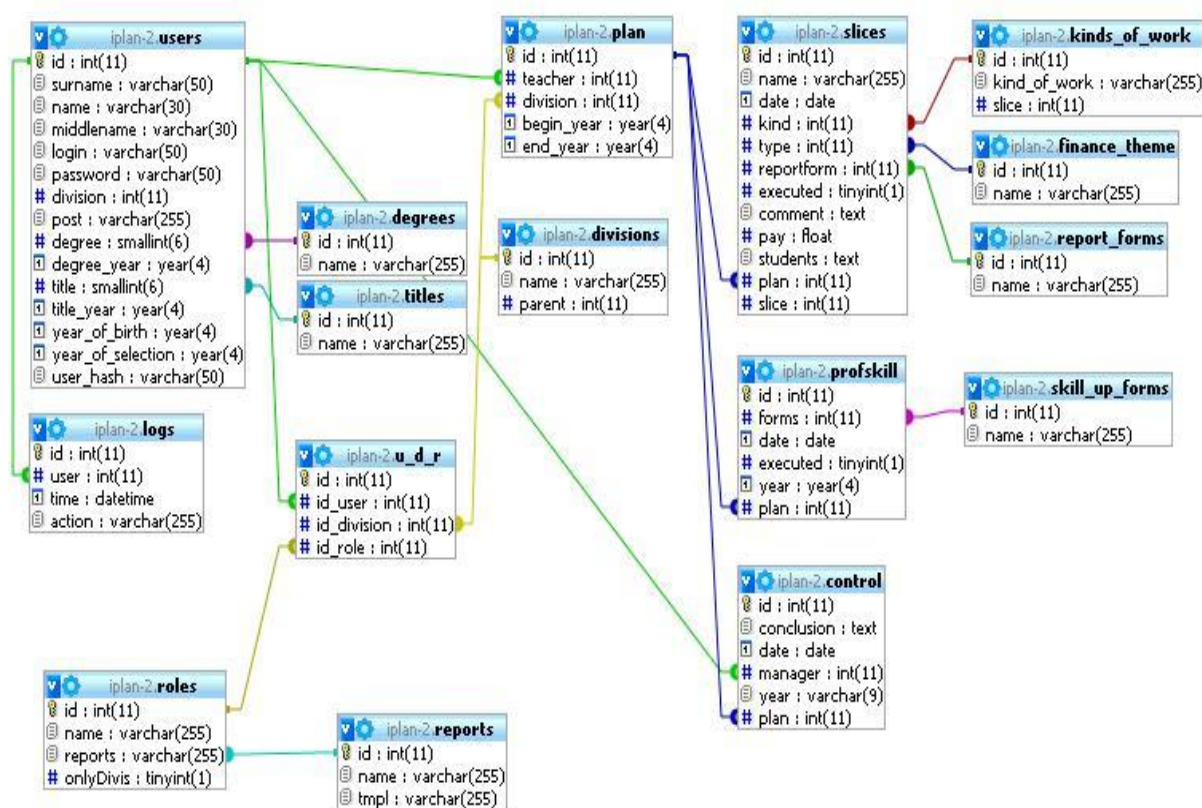 iplan-2.users
id : int(11)
surname : varchar(50)
name : varchar(30)
middlename : varchar(30)
login : varchar(50)
password : varchar(50)
division : int(11)
post : varchar(255)
degree : smallint(6)
degree_year : year(4)
title : smallint(6)
title_year : year(4)
year_of_birth : year(4)
year_of_selection : year(4)
user_hash : varchar(50)
iplan-2.logs
id : int(11)
user : int(11)
time : datetime
action : varchar(255)
iplan-2.degrees
id : int(11)
name : varchar(255)
iplan-2.titles
id : int(11)
name : varchar(255)
iplan-2.u_d_r
id : int(11)
id_user : int(11)
id_division : int(11)
id_role : int(11)
iplan-2.roles
id : int(11)
name : varchar(255)
reports : varchar(255)
onlyDivis : tinyint(1)
iplan-2.reports
id : int(11)
name : varchar(255)
tmpl : varchar(255)
iplan-2.plan
id : int(11)
teacher : int(11)
division : int(11)
begin_year : year(4)
end_year : year(4)
iplan-2.divisions
id : int(11)
name : varchar(255)
parent : int(11)
iplan-2.slices
id : int(11)
name : varchar(255)
date : date
kind : int(11)
type : int(11)
reportform : int(11)
executed : tinyint(1)
comment : text
pay : float
students : text
plan : int(11)
slice : int(11)
iplan-2.profskill
id : int(11)
forms : int(11)
date : date
executed : tinyint(1)
year : year(4)
plan : int(11)
iplan-2.control
id : int(11)
conclusion : text
date : date
manager : int(11)
year : varchar(9)
plan : int(11)
iplan-2.kinds_of_work
id : int(11)
kind_of_work : varchar(255)
slice : int(11)
iplan-2.finance_theme
id : int(11)
name : varchar(255)
iplan-2.report_forms
id : int(11)
name : varchar(255)
iplan-2.skill_up_forms
id : int(11)
name : varchar(255)